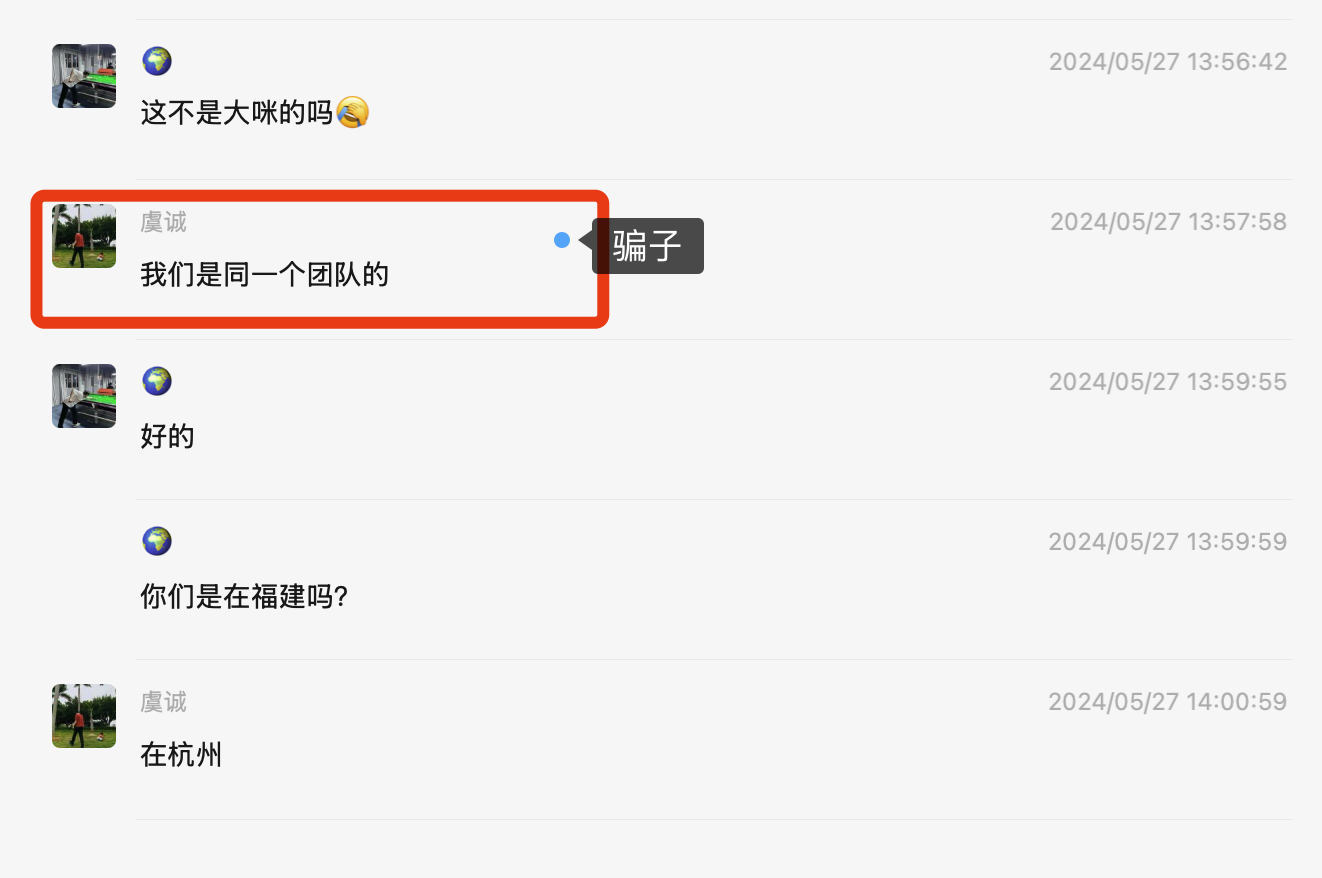 🌍
2024/05/27 13:56:42
这不是大咪的吗🤣
虞诚
2024/05/27 13:57:58
骗子
我们是同一个团队的
🌍
2024/05/27 13:59:55
好的
🌍
2024/05/27 13:59:59
你们是在福建吗?
虞诚
2024/05/27 14:00:59
在杭州